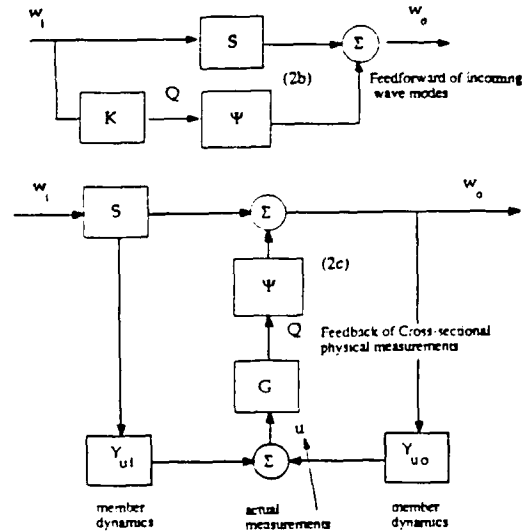 w_i
w_o
S
Σ
K
Q
Ψ
(2b)
Feedforward of incoming
wave modes
w_i
S
Σ
w_o
Ψ
(2c)
Q
Feedback of Cross-sectional
physical measurements
G
u
Y_ui
Σ
Y_uo
member
dynamics
actual
measurements
member
dynamics